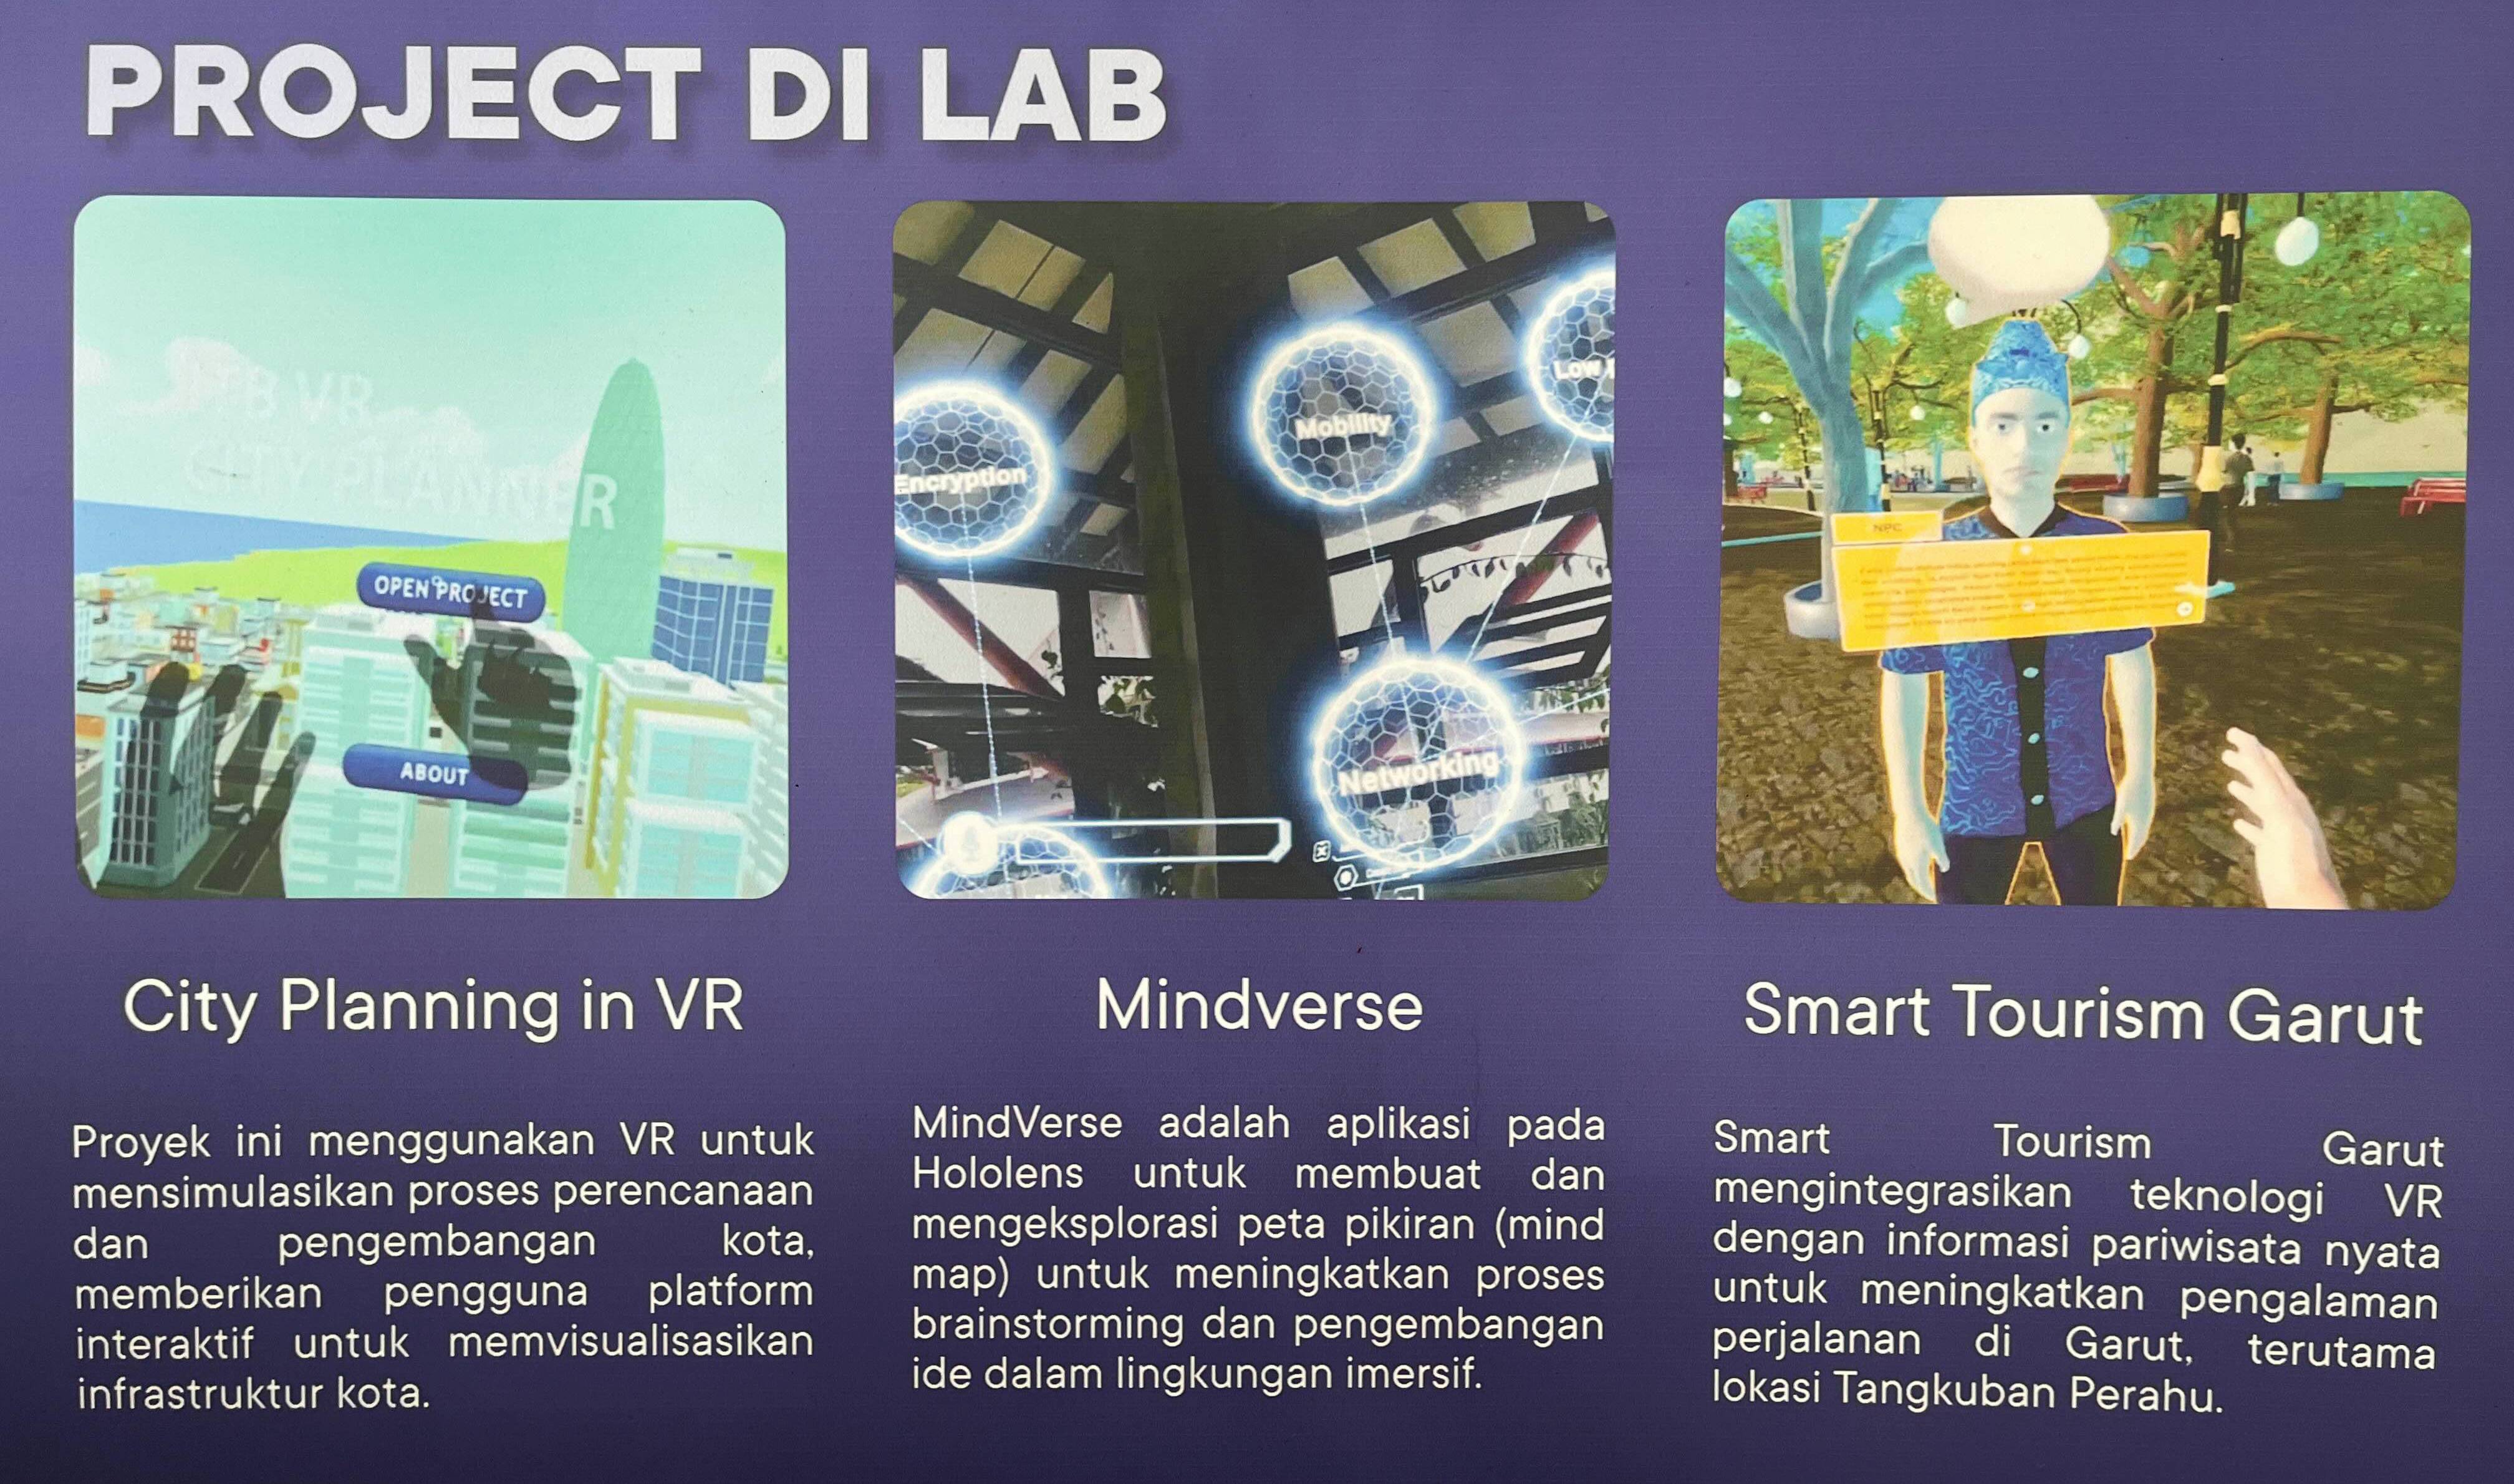 PROJECT DI LAB
ITB VR
CITY PLANNER
OPEN PROJECT
ABOUT
Encryption
Mobility
Low
Networking
NPC
City Planning in VR
Proyek ini menggunakan VR untuk
mensimulasikan proses perencanaan
dan pengembangan kota,
memberikan pengguna platform
interaktif untuk memvisualisasikan
infrastruktur kota.
Mindverse
MindVerse adalah aplikasi pada
Hololens untuk membuat dan
mengeksplorasi peta pikiran (mind
map) untuk meningkatkan proses
brainstorming dan pengembangan
ide dalam lingkungan imersif.
Smart Tourism Garut
Smart Tourism Garut
mengintegrasikan teknologi VR
dengan informasi pariwisata nyata
untuk meningkatkan pengalaman
perjalanan di Garut, terutama
lokasi Tangkuban Perahu.